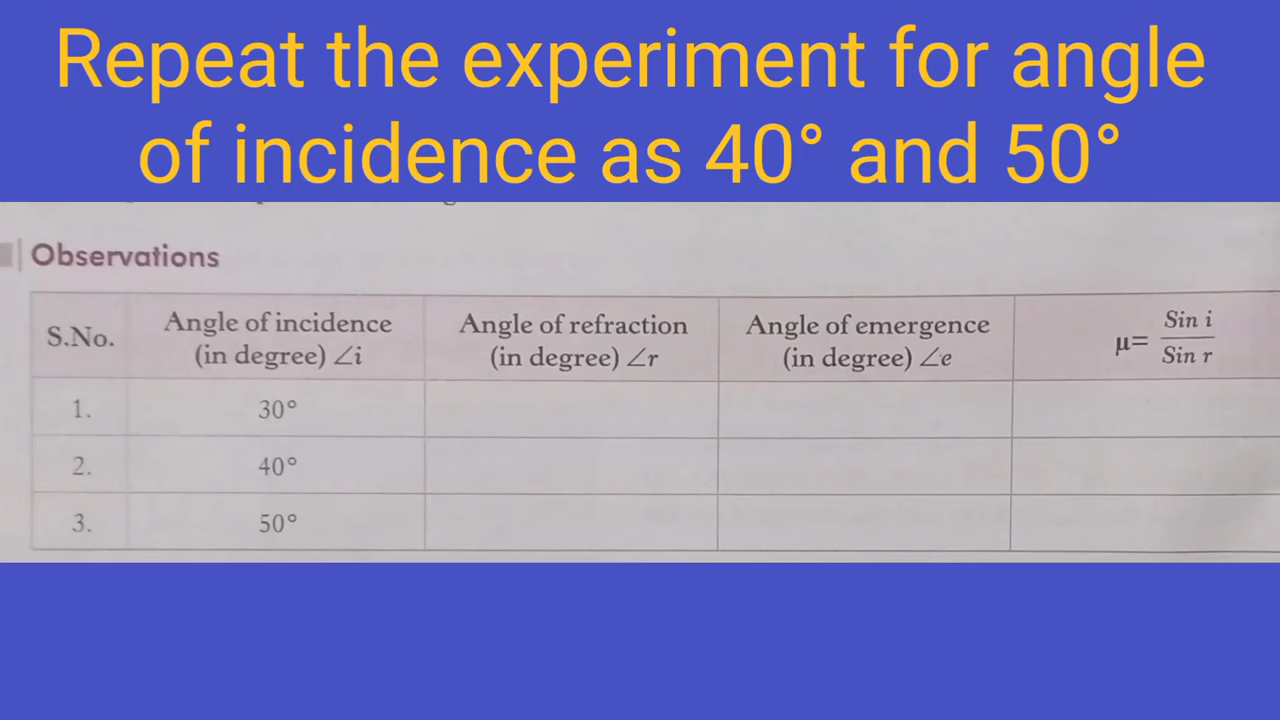 Repeat the experiment for angle
of incidence as 40° and 50°
Observations
S.No.
Angle of incidence
(in degree) ∠i
Angle of refraction
(in degree) ∠r
Angle of emergence
(in degree) ∠e
μ= Sin i
Sin r
1. 30°
2. 40°
3. 50°